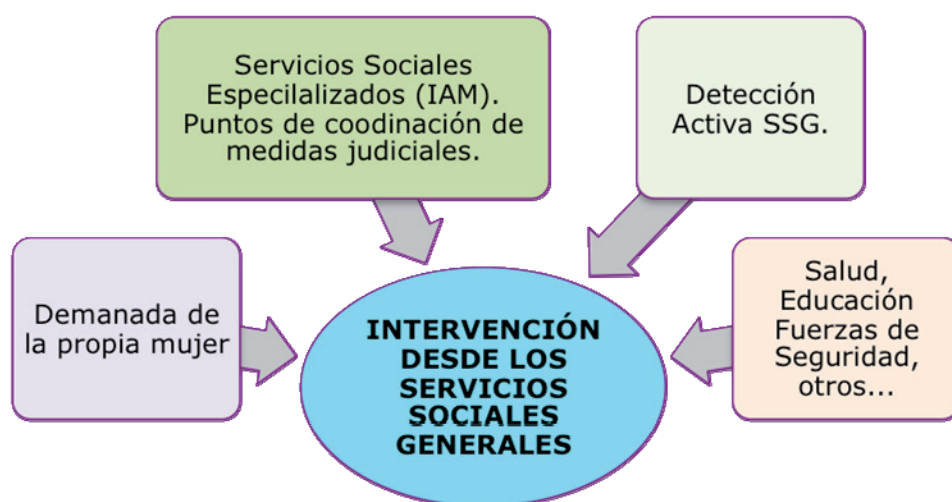 Servicios Sociales
Especilalizados (IAM).
Puntos de coodinación de
medidas judiciales.
Detección
Activa SSG.
Demanada de
la propia mujer
INTERVENCIÓN
DESDE LOS
SERVICIOS
SOCIALES
GENERALES
Salud,
Educación
Fuerzas de
Seguridad,
otros...